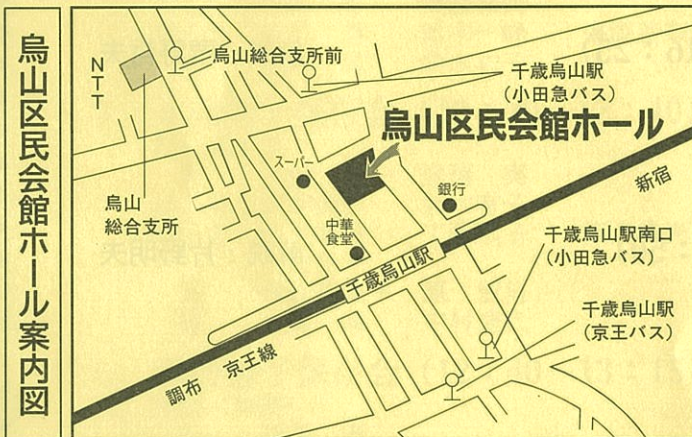 烏山区民会館ホール案内図
NTT
烏山総合支所前
千歳烏山駅
(小田急バス)
烏山区民会館ホール
スーパー
銀行
新宿
烏山
総合支所
中華
食堂
千歳烏山駅
千歳烏山駅南口
(小田急バス)
千歳烏山駅
(京王バス)
調布
京王線